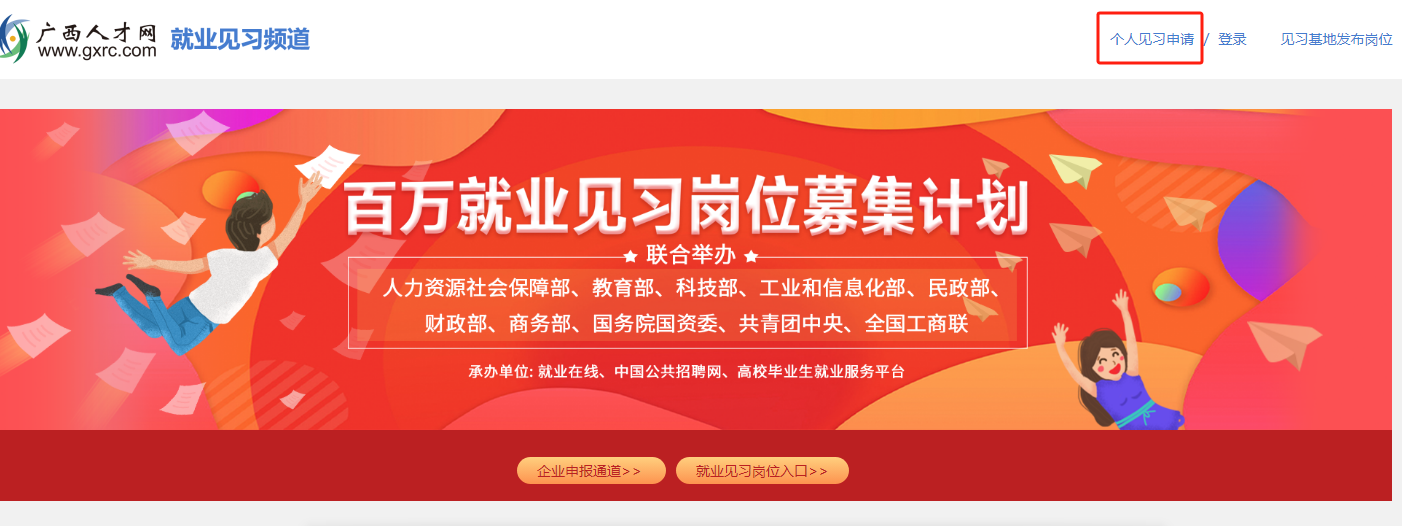 广西人才网
www.gxrc.com
就业见习频道
个人见习申请 / 登录
见习基地发布岗位
百万就业见习岗位募集计划
联合举办
人力资源社会保障部、教育部、科技部、工业和信息化部、民政部、
财政部、商务部、国务院国资委、共青团中央、全国工商联
承办单位: 就业在线、中国公共招聘网、高校毕业生就业服务平台
企业申报通道>>
就业见习岗位入口>>